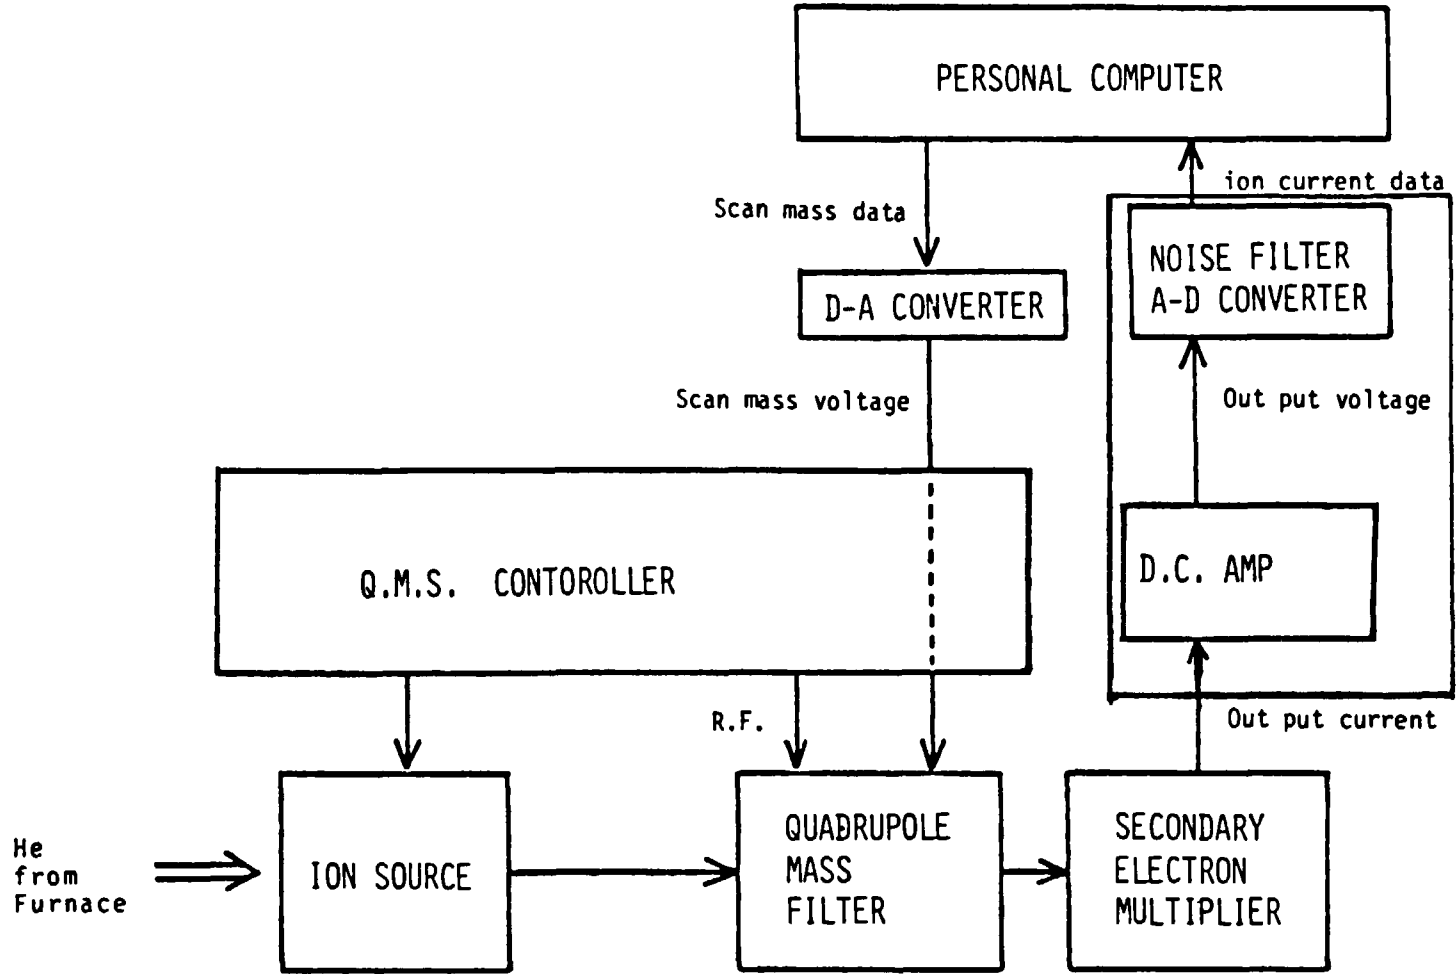 PERSONAL COMPUTER
ion current data
Scan mass data
NOISE FILTER
A-D CONVERTER
D-A CONVERTER
Scan mass voltage
Out put voltage
Q.M.S. CONTOROLLER
D.C. AMP
R.F.
Out put current
He
from
Furnace
ION SOURCE
QUADRUPOLE
MASS
FILTER
SECONDARY
ELECTRON
MULTIPLIER